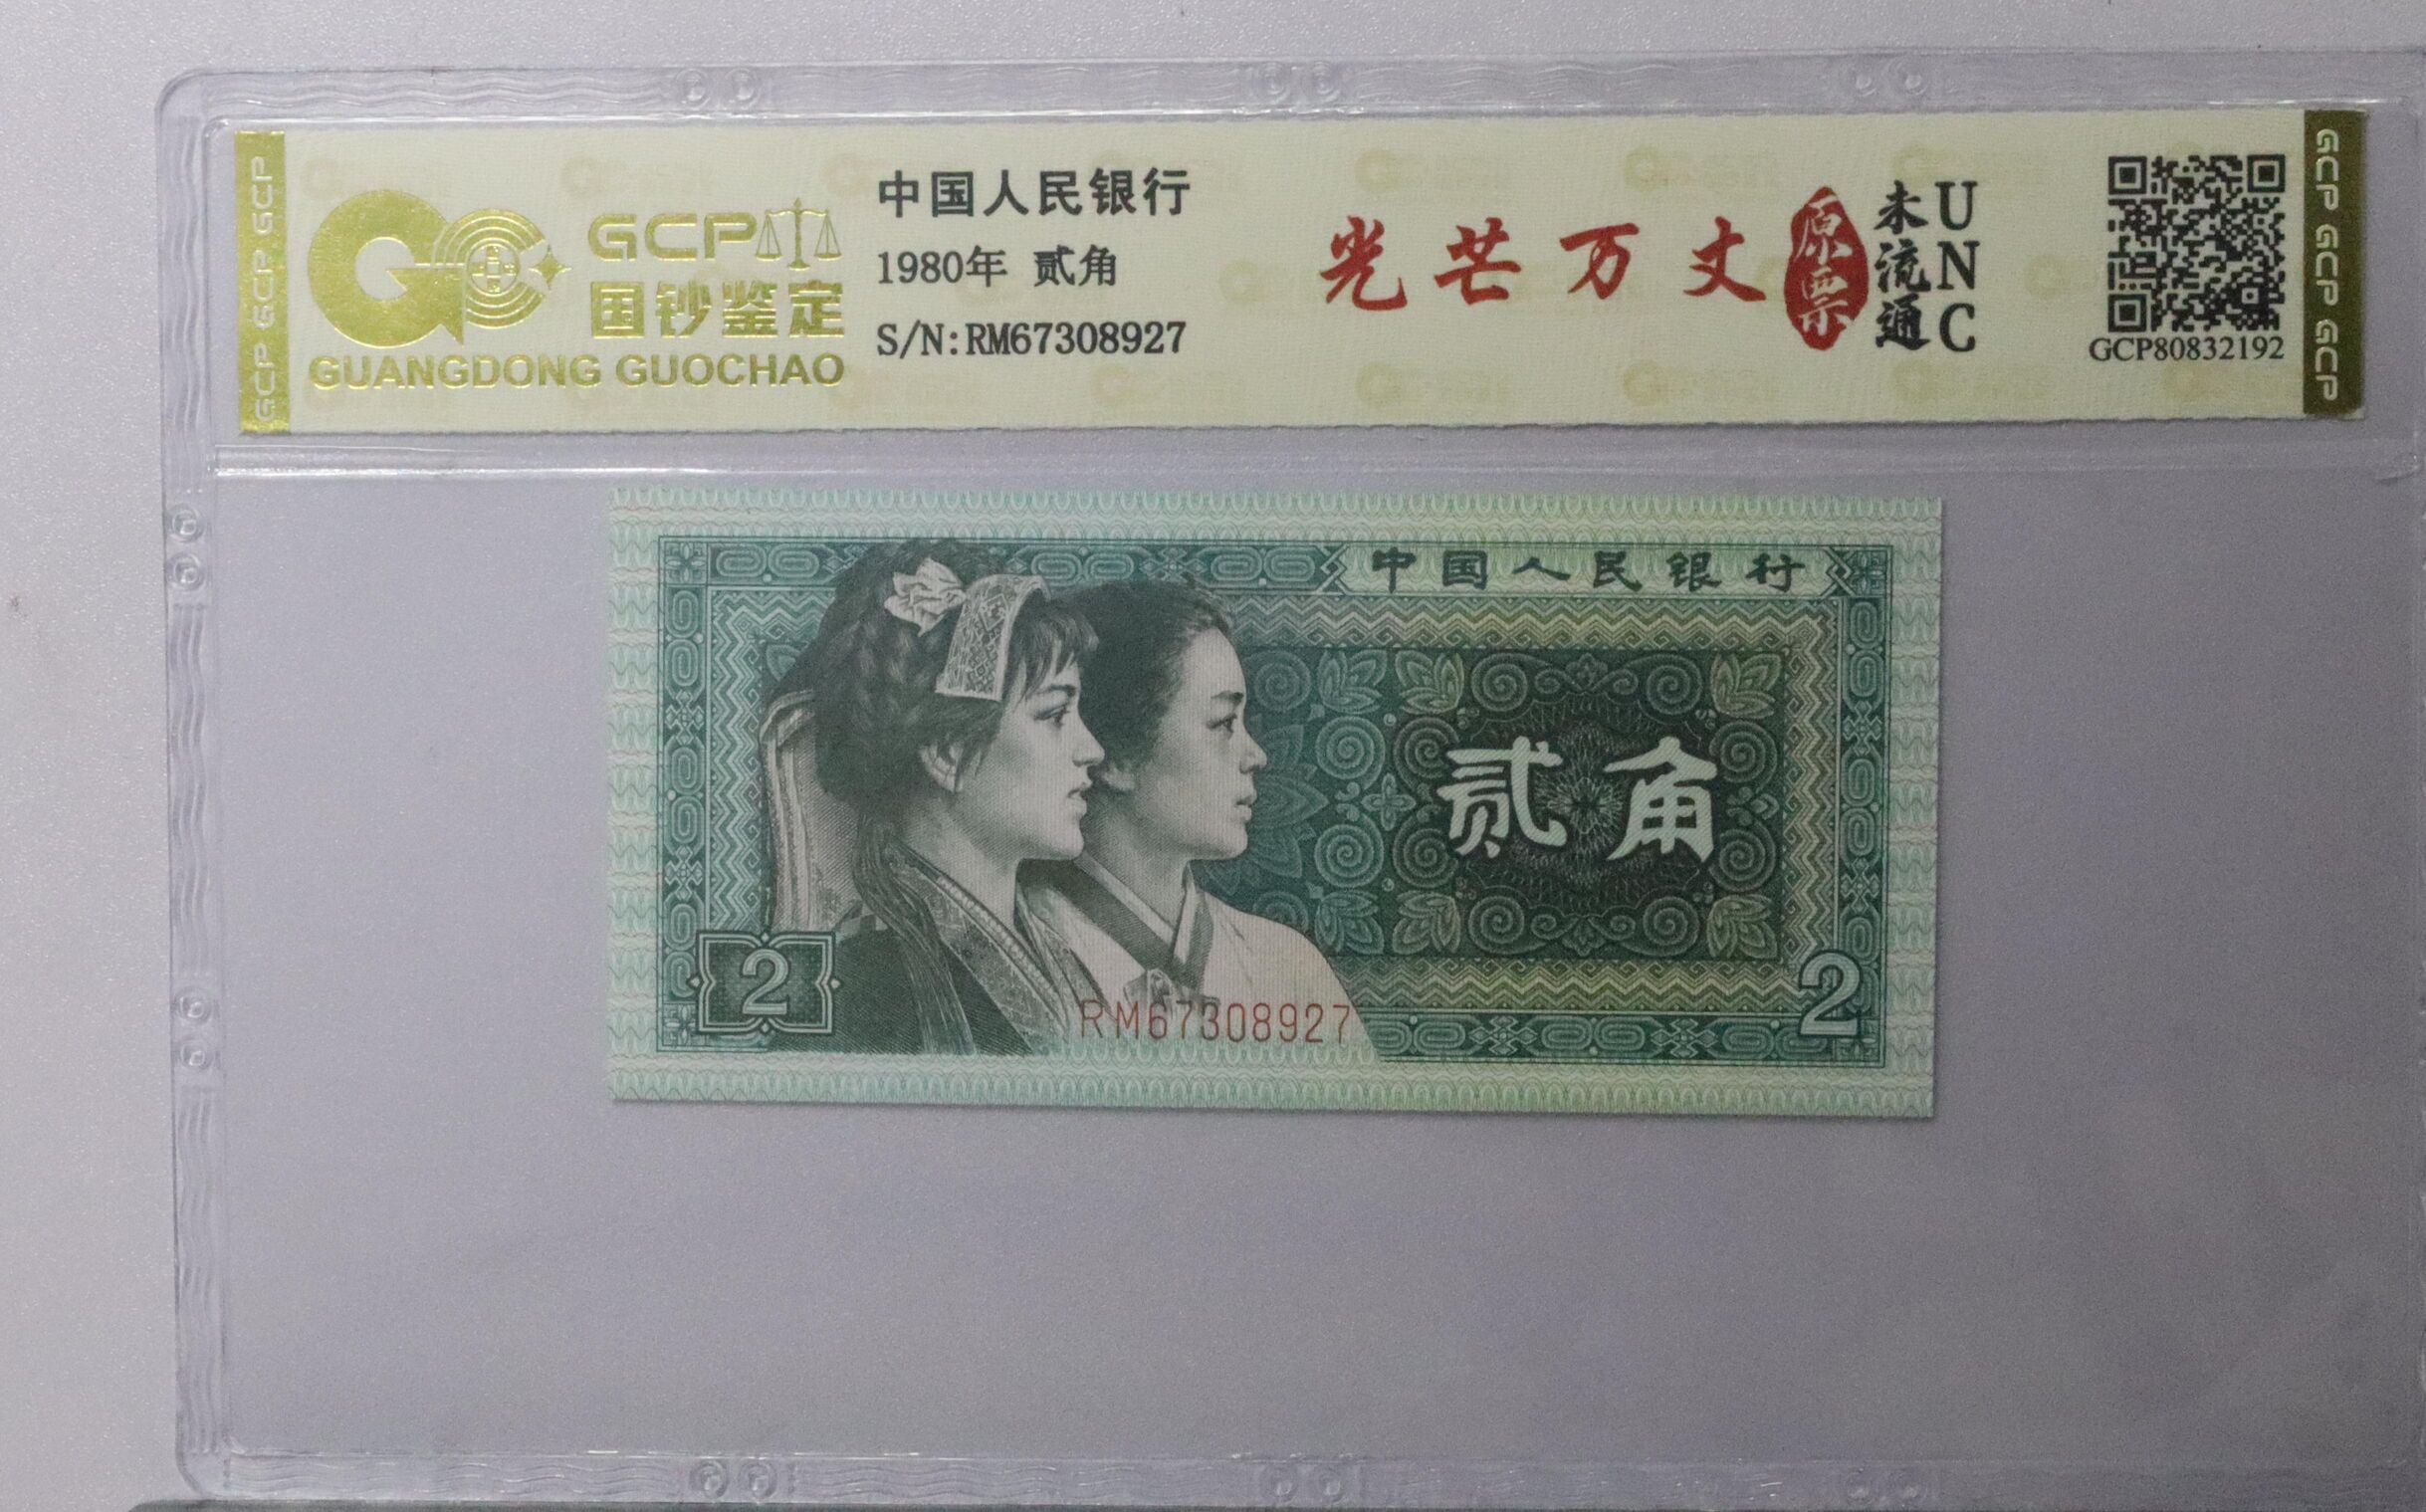 GCP GCP GCP
GCP
国钞鉴定
GUANGDONG GUOCHAO
中国人民银行
1980年 贰角
S/N:RM67308927
光芒万丈
原票
未流通
UNC
GCP80832192
GCP GCP GCP
中国人民银行
贰角
2
2
RM67308927